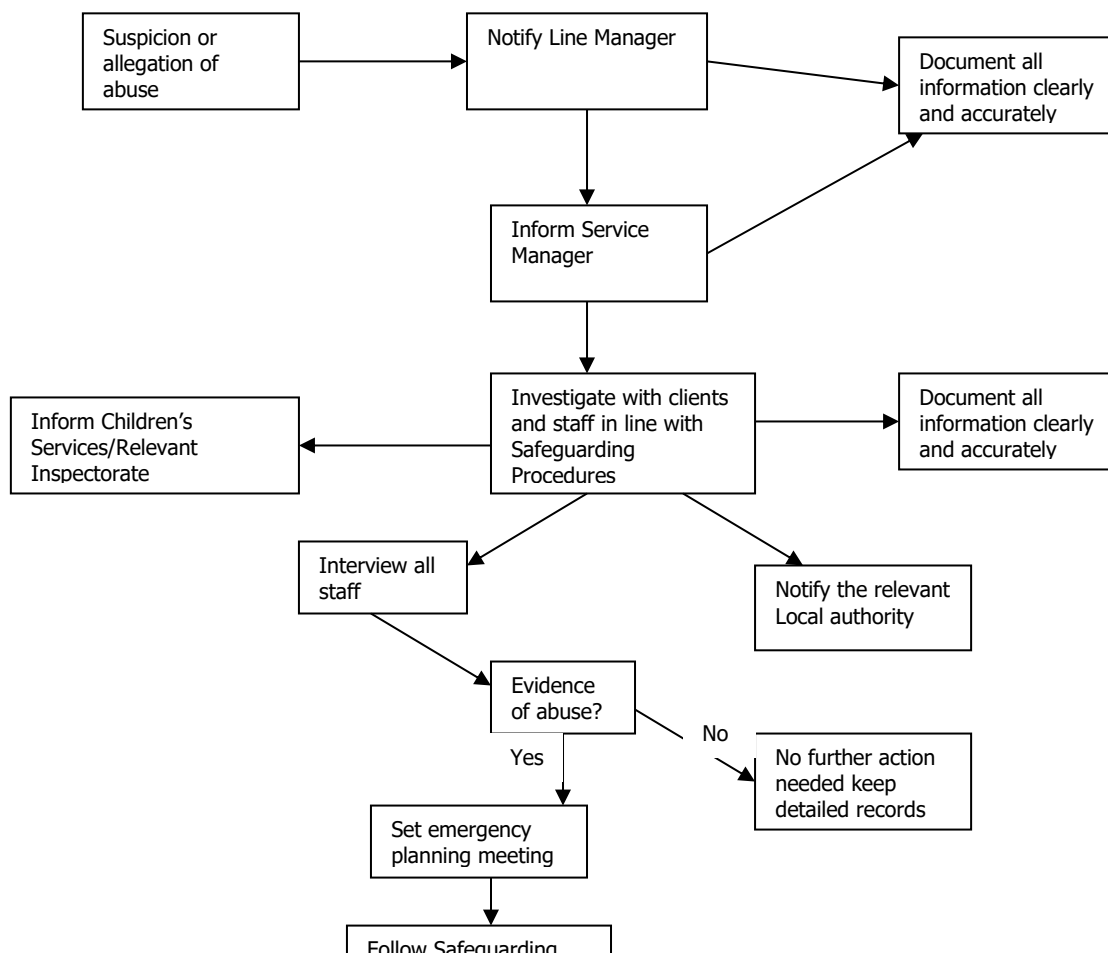 Suspicion or
allegation of
abuse
Notify Line Manager
Document all
information clearly
and accurately
Inform Service
Manager
Inform Children’s
Services/Relevant
Inspectorate
Investigate with clients
and staff in line with
Safeguarding
Procedures
Document all
information clearly
and accurately
Interview all
staff
Notify the relevant
Local authority
Evidence
of abuse?
Yes
No
No further action
needed keep
detailed records
Set emergency
planning meeting
Follow Safeguarding